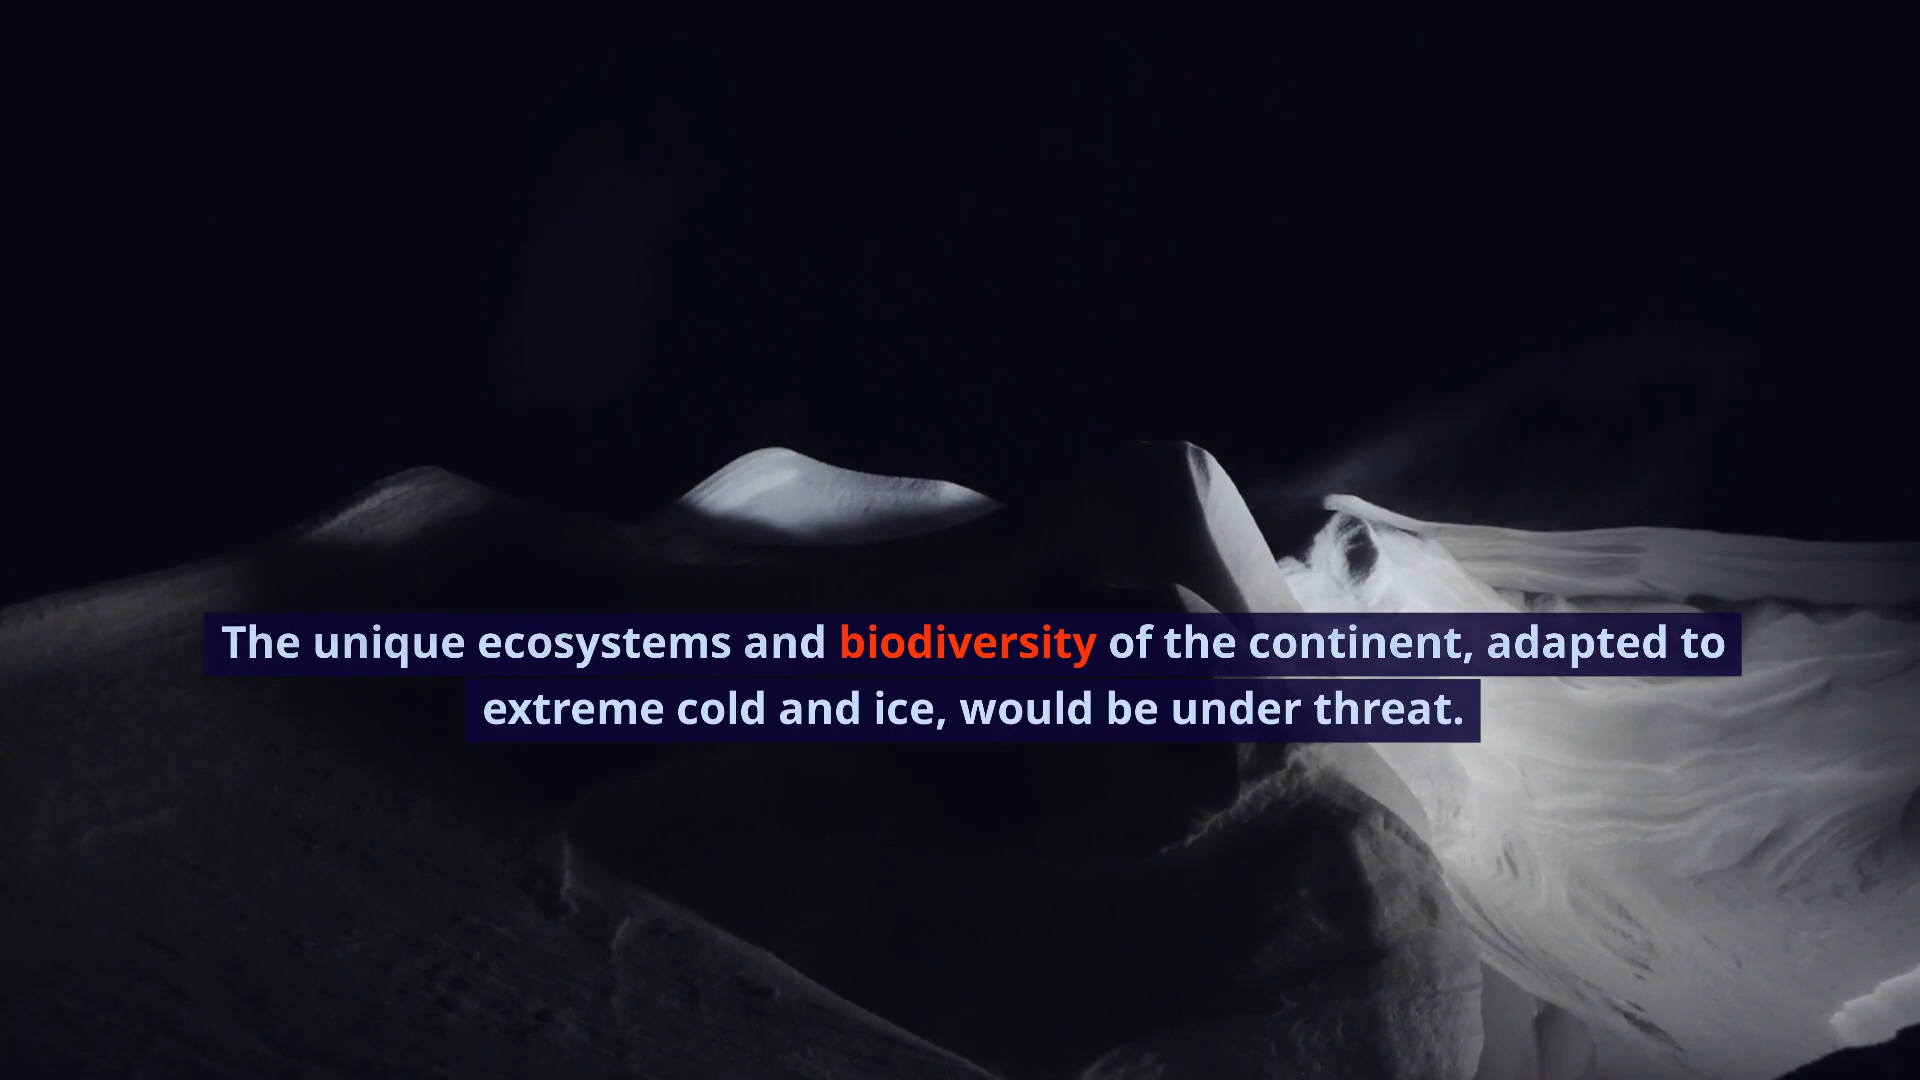 The unique ecosystems and biodiversity of the continent, adapted to
extreme cold and ice, would be under threat.